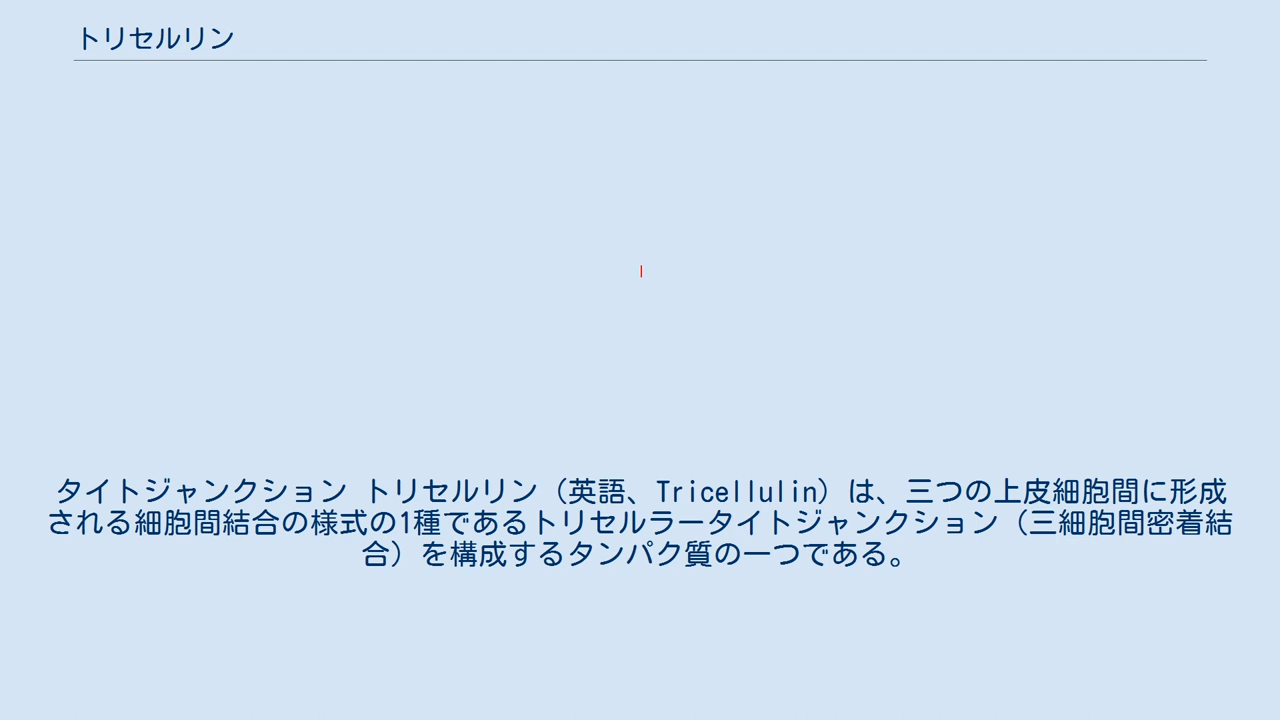 トリセルリン
タイトジャンクション トリセルリン（英語、Tricellulin）は、三つの上皮細胞間に形成
される細胞間結合の様式の1種であるトリセルラータイトジャンクション（三細胞間密着結
合）を構成するタンパク質の一つである。